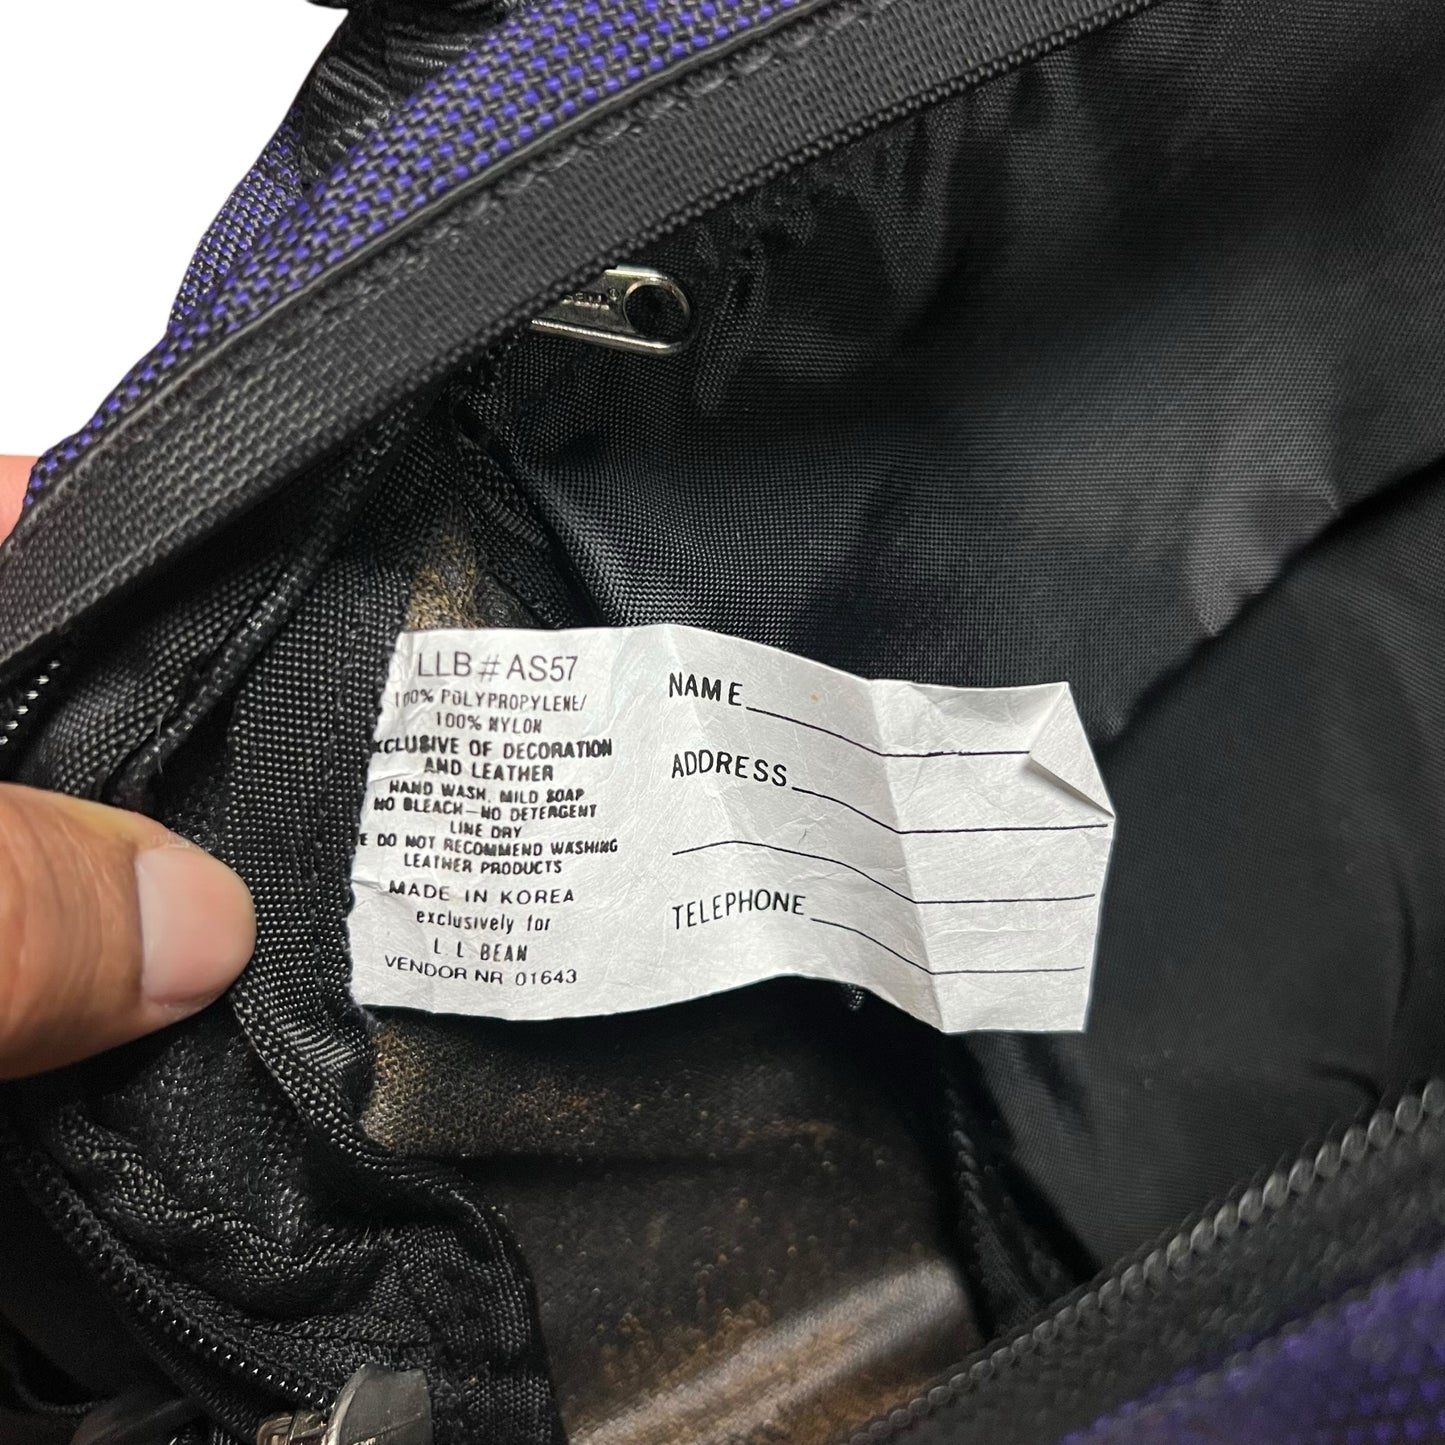 LLB # AS57
100% POLYPROPYLENE/
100% NYLON
XCLUSIVE OF DECORATION
AND LEATHER
HAND WASH, MILD SOAP
NO BLEACH—NO DETERGENT
LINE DRY
E DO NOT RECOMMEND WASHING
LEATHER PRODUCTS
MADE IN KOREA
exclusively for
L L BEAN
VENDOR NR 01643
NAME
ADDRESS
TELEPHONE